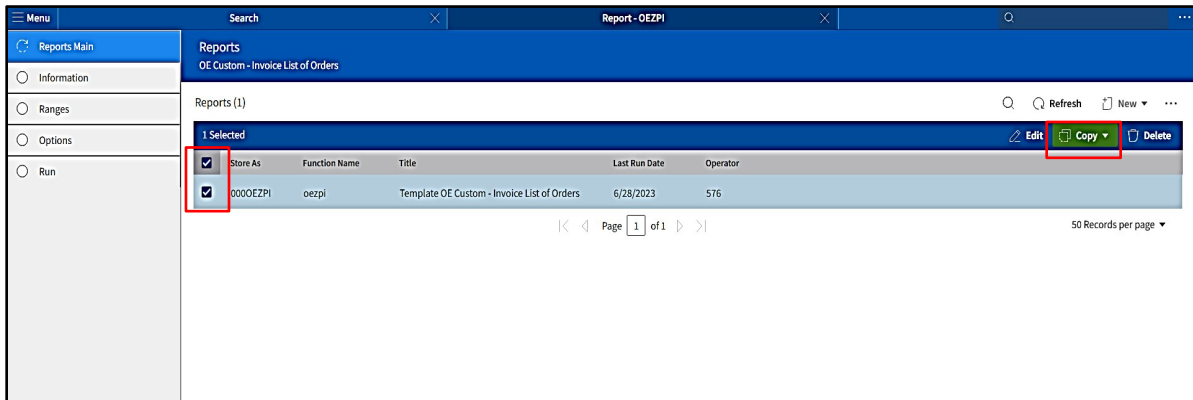 Menu Search Report - OEZPI
Reports Main
Reports
OE Custom - Invoice List of Orders
Information
Ranges
Options
Run
Reports (1)
Refresh New
1 Selected Edit Copy Delete
Store As Function Name Title Last Run Date Operator
000OEZPI oezpi Template OE Custom - Invoice List of Orders 6/28/2023 576
Page 1 of 1 50 Records per page